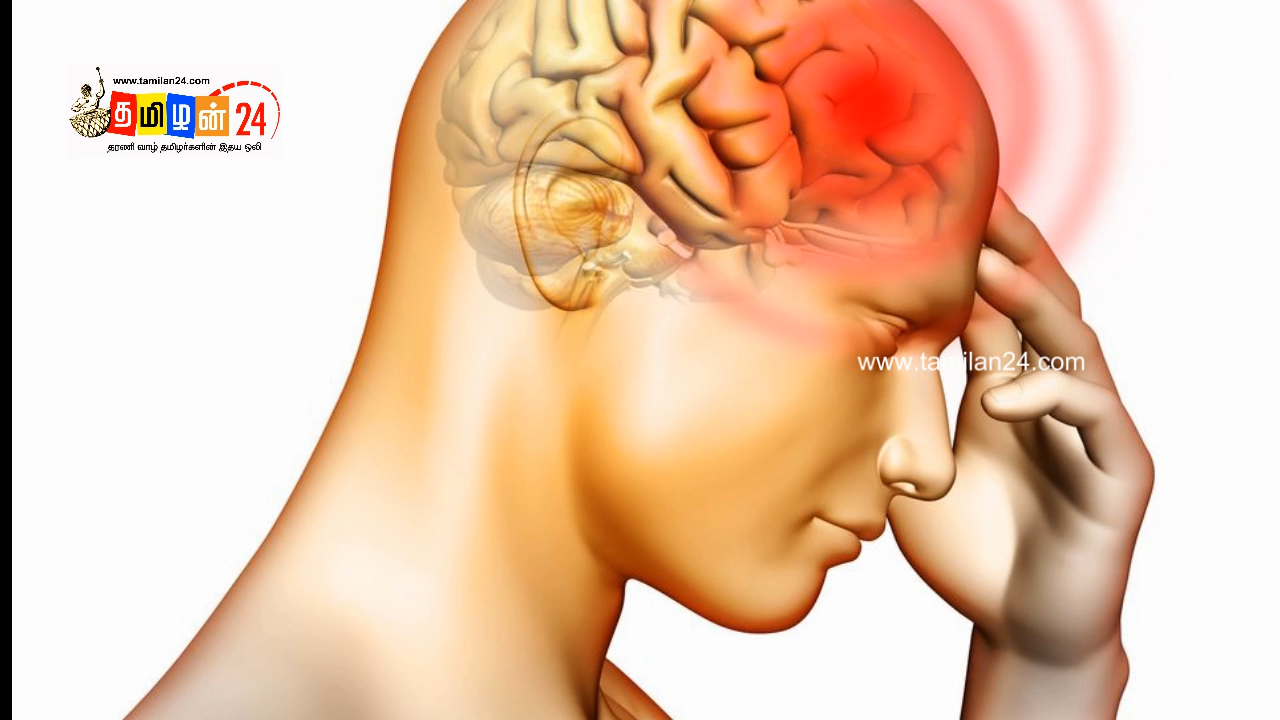 www.tamilan24.com
தமிழன் 24
தரணி வாழ் தமிழர்களின் இதய ஒலி
www.tamilan24.com